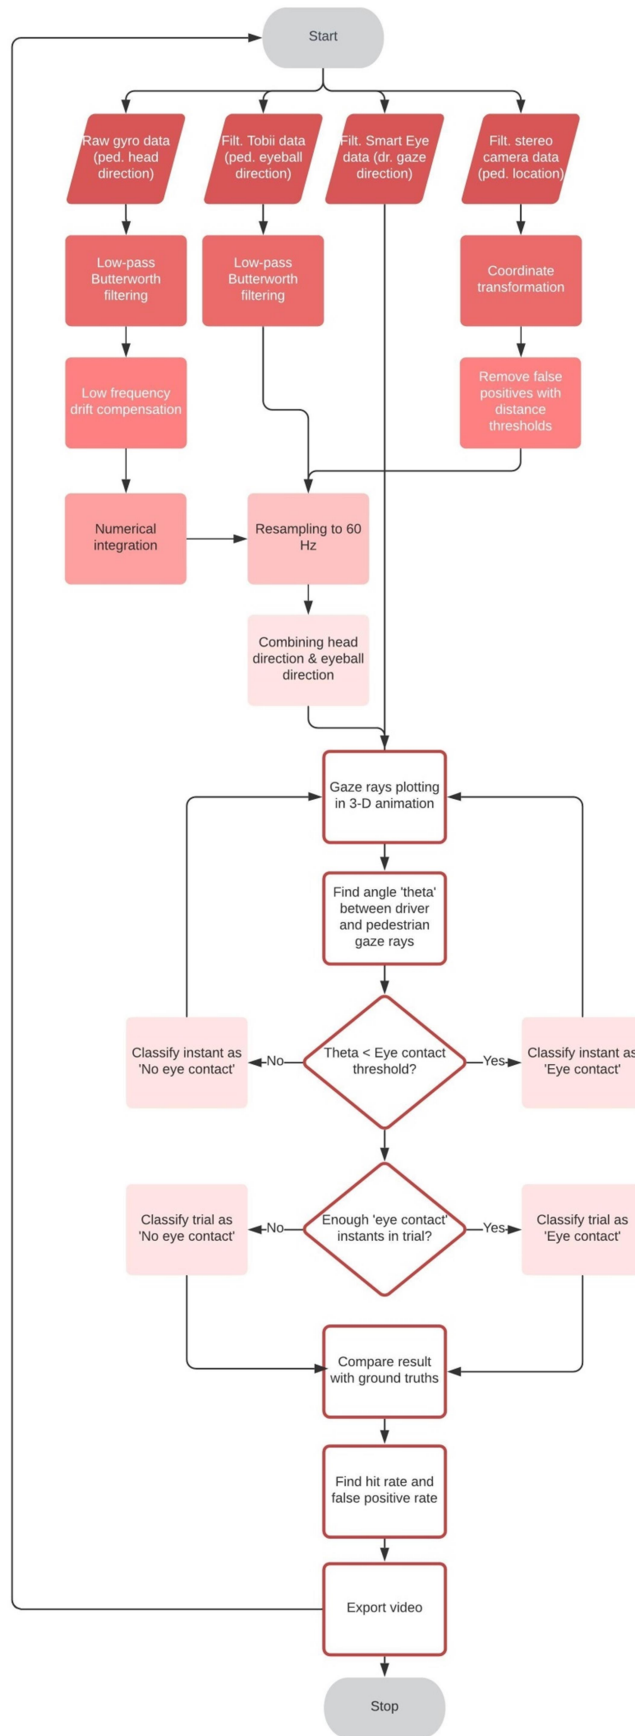 Start
Raw gyro data
(ped. head
direction)
Filt. Tobii data
(ped. eyeball
direction)
Filt. Smart Eye
data (dr. gaze
direction)
Filt. stereo
camera data
(ped. location)
Low-pass
Butterworth
filtering
Low-pass
Butterworth
filtering
Coordinate
transformation
Low frequency
drift compensation
Remove false
positives with
distance
thresholds
Numerical
integration
Resampling to 60
Hz
Combining head
direction & eyeball
direction
Gaze rays plotting
in 3-D animation
Find angle 'theta'
between driver
and pedestrian
gaze rays
Classify instant as
'No eye contact'
No
Theta < Eye contact
threshold?
Yes
Classify instant as
'Eye contact'
Classify trial as
'No eye contact'
No
Enough 'eye contact'
instants in trial?
Yes
Classify trial as
'Eye contact'
Compare result
with ground truths
Find hit rate and
false positive rate
Export video
Stop